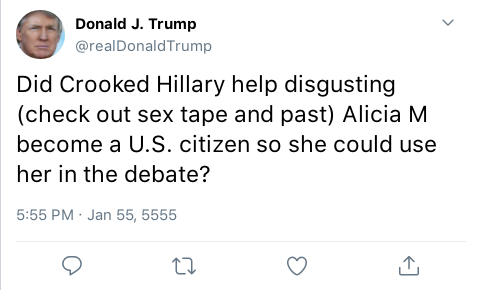 Donald J. Trump
@realDonaldTrump
Did Crooked Hillary help disgusting
(check out sex tape and past) Alicia M
become a U.S. citizen so she could use
her in the debate?
5:55 PM · Jan 55, 5555